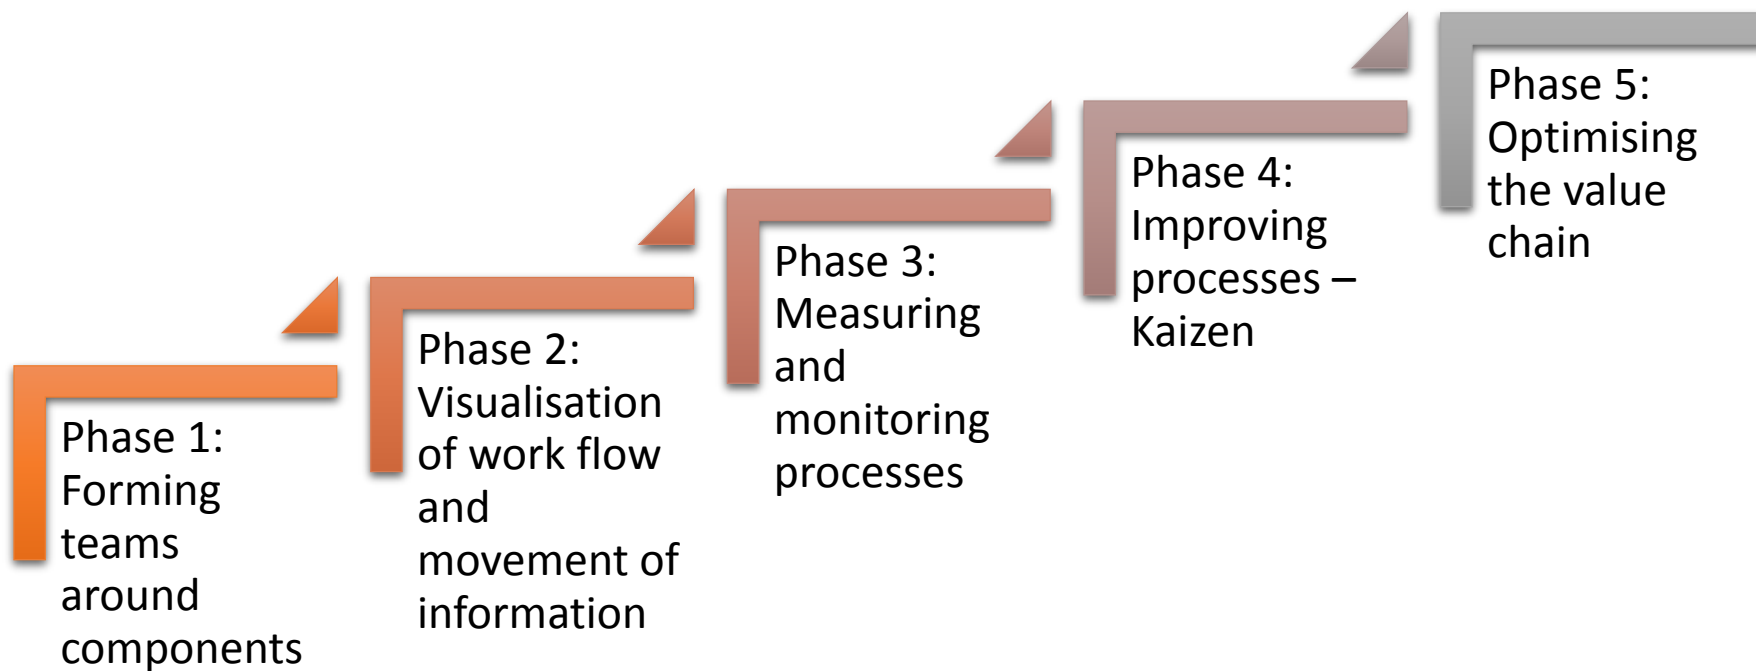 Phase 1:
Forming
teams
around
components
Phase 2:
Visualisation
of work flow
and
movement of
information
Phase 3:
Measuring
and
monitoring
processes
Phase 4:
Improving
processes –
Kaizen
Phase 5:
Optimising
the value
chain